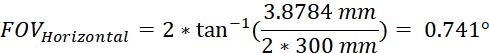 FOV_Horizontal = 2 * tan⁻¹(3.8784 mm / 2 * 300 mm) = 0.741°